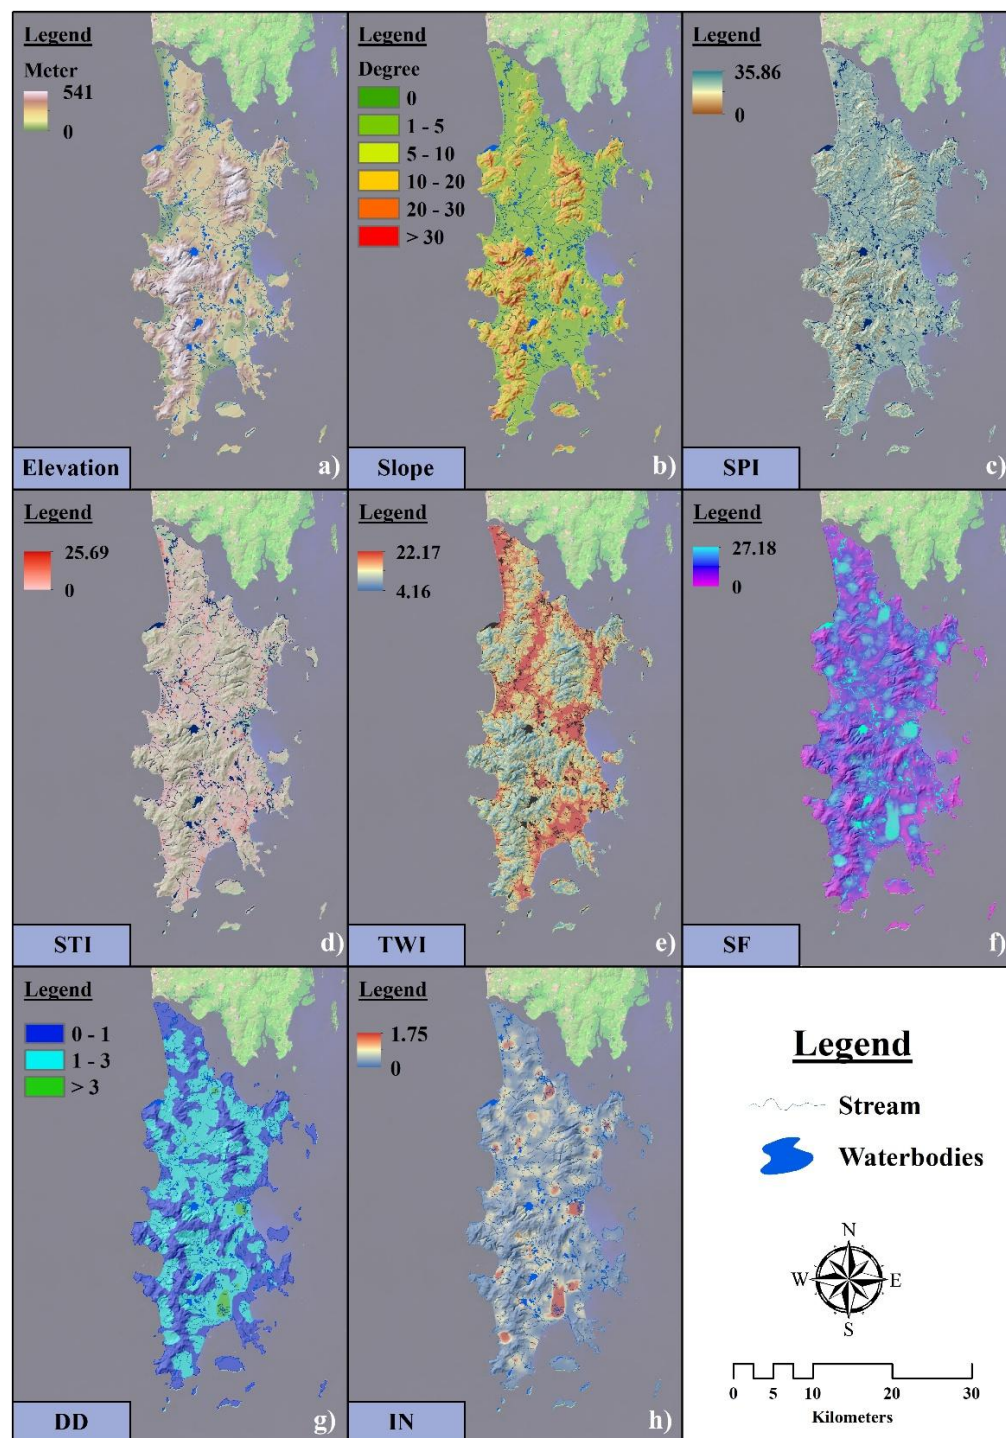 Legend
Meter
541
0
Elevation
a)
Legend
Degree
0
1 - 5
5 - 10
10 - 20
20 - 30
> 30
Slope
b)
Legend
35.86
0
SPI
c)
Legend
25.69
0
STI
d)
Legend
22.17
4.16
TWI
e)
Legend
27.18
0
SF
f)
Legend
0 - 1
1 - 3
> 3
DD
g)
Legend
1.75
0
IN
h)
Legend
Stream
Waterbodies
N
W E
S
0 5 10 20 30
Kilometers